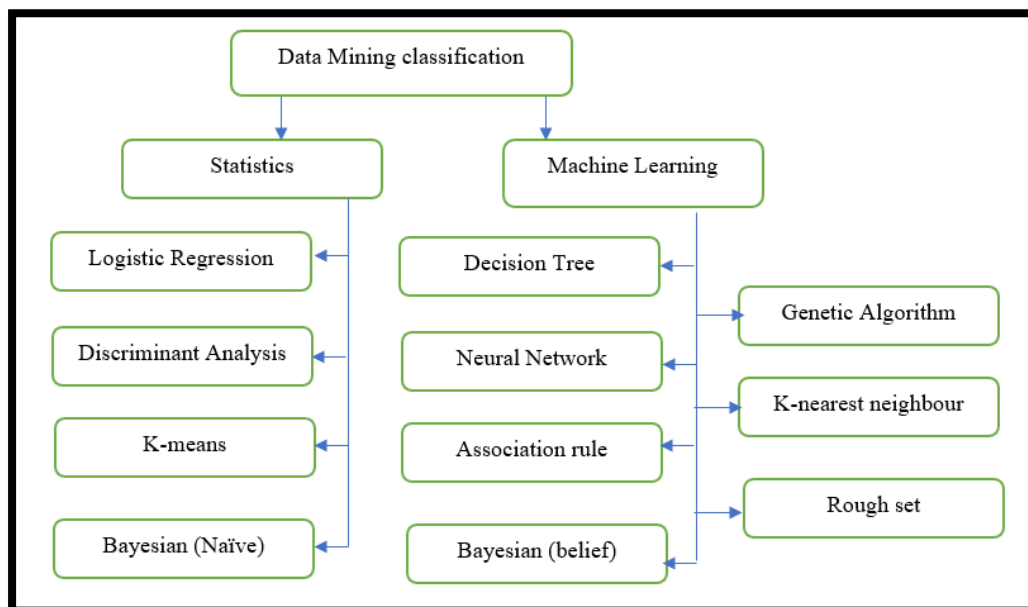 Data Mining classification
Statistics
Machine Learning
Logistic Regression
Discriminant Analysis
K-means
Bayesian (Naïve)
Decision Tree
Neural Network
Association rule
Bayesian (belief)
Genetic Algorithm
K-nearest neighbour
Rough set